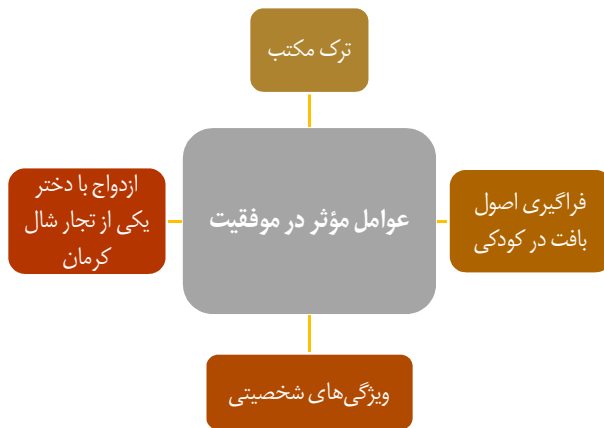 ترک مکتب
فراگیری اصول
بافت در کودکی
عوامل مؤثر در موفقیت
ازدواج با دختر
یکی از تجار شال
کرمان
ویژگی‌های شخصیتی